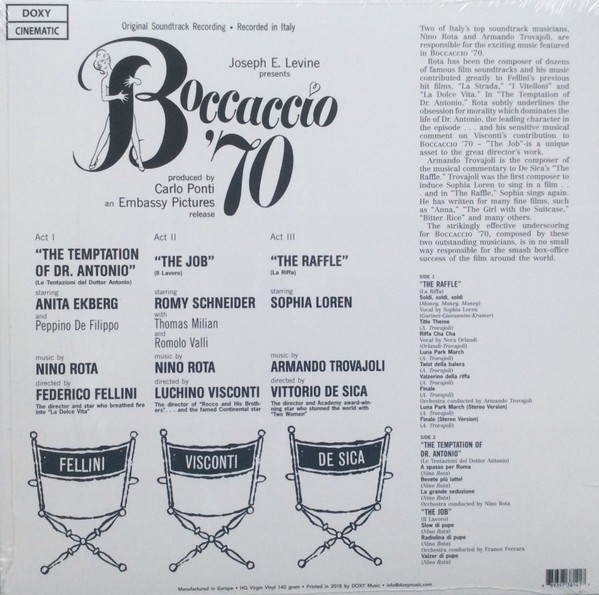 DOXY
CINEMATIC
Original Soundtrack Recording • Recorded in Italy
Joseph E. Levine
presents
Boccaccio
'70
produced by
Carlo Ponti
an Embassy Pictures
release
Act I
"THE TEMPTATION
OF DR. ANTONIO"
(Le Tentazioni del Dottor Antonio)
starring
ANITA EKBERG
and
Peppino De Filippo
music by
NINO ROTA
directed by
FEDERICO FELLINI
The director and star who breathed fire
into "La Dolce Vita"
Act II
"THE JOB"
(Il Lavoro)
starring
ROMY SCHNEIDER
with
Thomas Milian
and
Romolo Valli
music by
NINO ROTA
directed by
LUCHINO VISCONTI
The director of "Rocco and His Broth-
ers". . . and the famed Continental star
Act III
"THE RAFFLE"
(La Riffa)
starring
SOPHIA LOREN
music by
ARMANDO TROVAJOLI
directed by
VITTORIO DE SICA
The director and Academy award-win-
ning star who stunned the world with
"Two Women"
FELLINI
VISCONTI
DE SICA
Two of Italy's top soundtrack musicians,
Nino Rota and Armando Trovajoli, are
responsible for the exciting music featured
in BOCCACCIO '70.
Rota has been the composer of dozens
of famous film soundtracks and his music
contributed greatly to Fellini's previous
hit films, "La Strada," "I Vitelloni" and
"La Dolce Vita." In "The Temptation of
Dr. Antonio," Rota subtly underlines the
obsession for morality which dominates the
life of Dr. Antonio, the leading character in
the episode . . . and his sensitive musical
comment on Visconti's contribution to
BOCCACCIO '70 – "The Job"-is a unique
asset to the great director's work.
Armando Trovajoli is the composer of
the musical commentary to De Sica's "The
Raffle." Trovajoli was the first composer to
induce Sophia Loren to sing in a film . . .
and in "The Raffle," Sophia sings again.
He has written for many fine films, such
as "Anna," "The Girl with the Suitcase,"
"Bitter Rice" and many others.
The strikingly effective underscoring
for BOCCACCIO '70, composed by these
two outstanding musicians, is in no small
way responsible for the smash box-office
success of the film around the world.
SIDE 1
"THE RAFFLE"
(La Riffa)
Soldi, soldi, soldi
(Money, Money, Money)
Vocal by Sophia Loren
(Garinei-Giovannini-Kramer)
Title Theme
(A. Trovajoli)
Riffa Cha Cha
Vocal by Nora Orlandi
(Orlandi-Trovajoli)
Luna Park March
(A. Trovajoli)
Twist della balera
(A. Trovajoli)
Valzerino della riffa
(A. Trovajoli)
Finale
(A. Trovajoli)
Orchestra conducted by Armando Trovajoli
Luna Park March (Stereo Version)
(A. Trovajoli)
Finale (Stereo Version)
(A. Trovajoli)
SIDE 2
"THE TEMPTATION OF
DR. ANTONIO"
(Le Tentazioni del Dottor Antonio)
A spasso per Roma
(Nino Rota)
Bevete più latte!
(Nino Rota)
La grande seduzione
(Nino Rota)
Orchestra conducted by Nino Rota
"THE JOB"
(Il Lavoro)
Slow di pupe
(Nino Rota)
Radiolina di pupe
(Nino Rota)
Orchestra conducted by Franco Ferrara
Valzer di pupe
(Nino Rota)
Manufactured in Europe • HQ Virgin Vinyl 140 gram • Printed in 2018 by DOXY Music • info@doxymusic.com